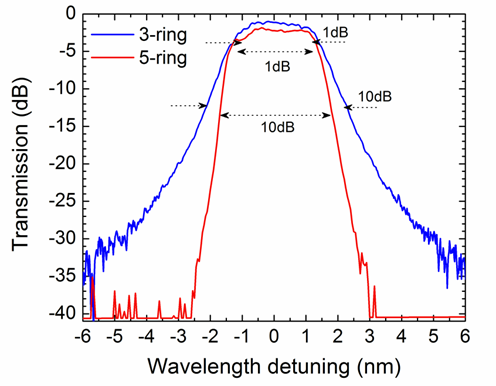 3-ring
5-ring
1dB
1dB
10dB
10dB
Transmission (dB)
0
-5
-10
-15
-20
-25
-30
-35
-40
-6 -5 -4 -3 -2 -1 0 1 2 3 4 5 6
Wavelength detuning (nm)